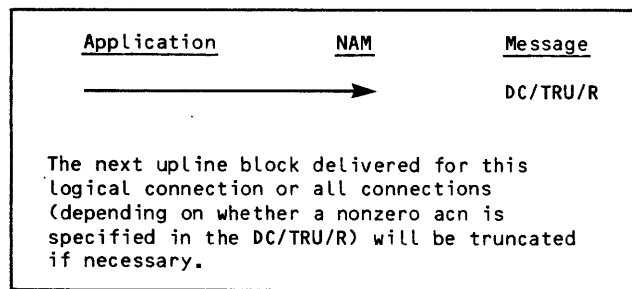 Application NAM Message
DC/TRU/R
The next upline block delivered for this
logical connection or all connections
(depending on whether a nonzero acn is
specified in the DC/TRU/R) will be truncated
if necessary.